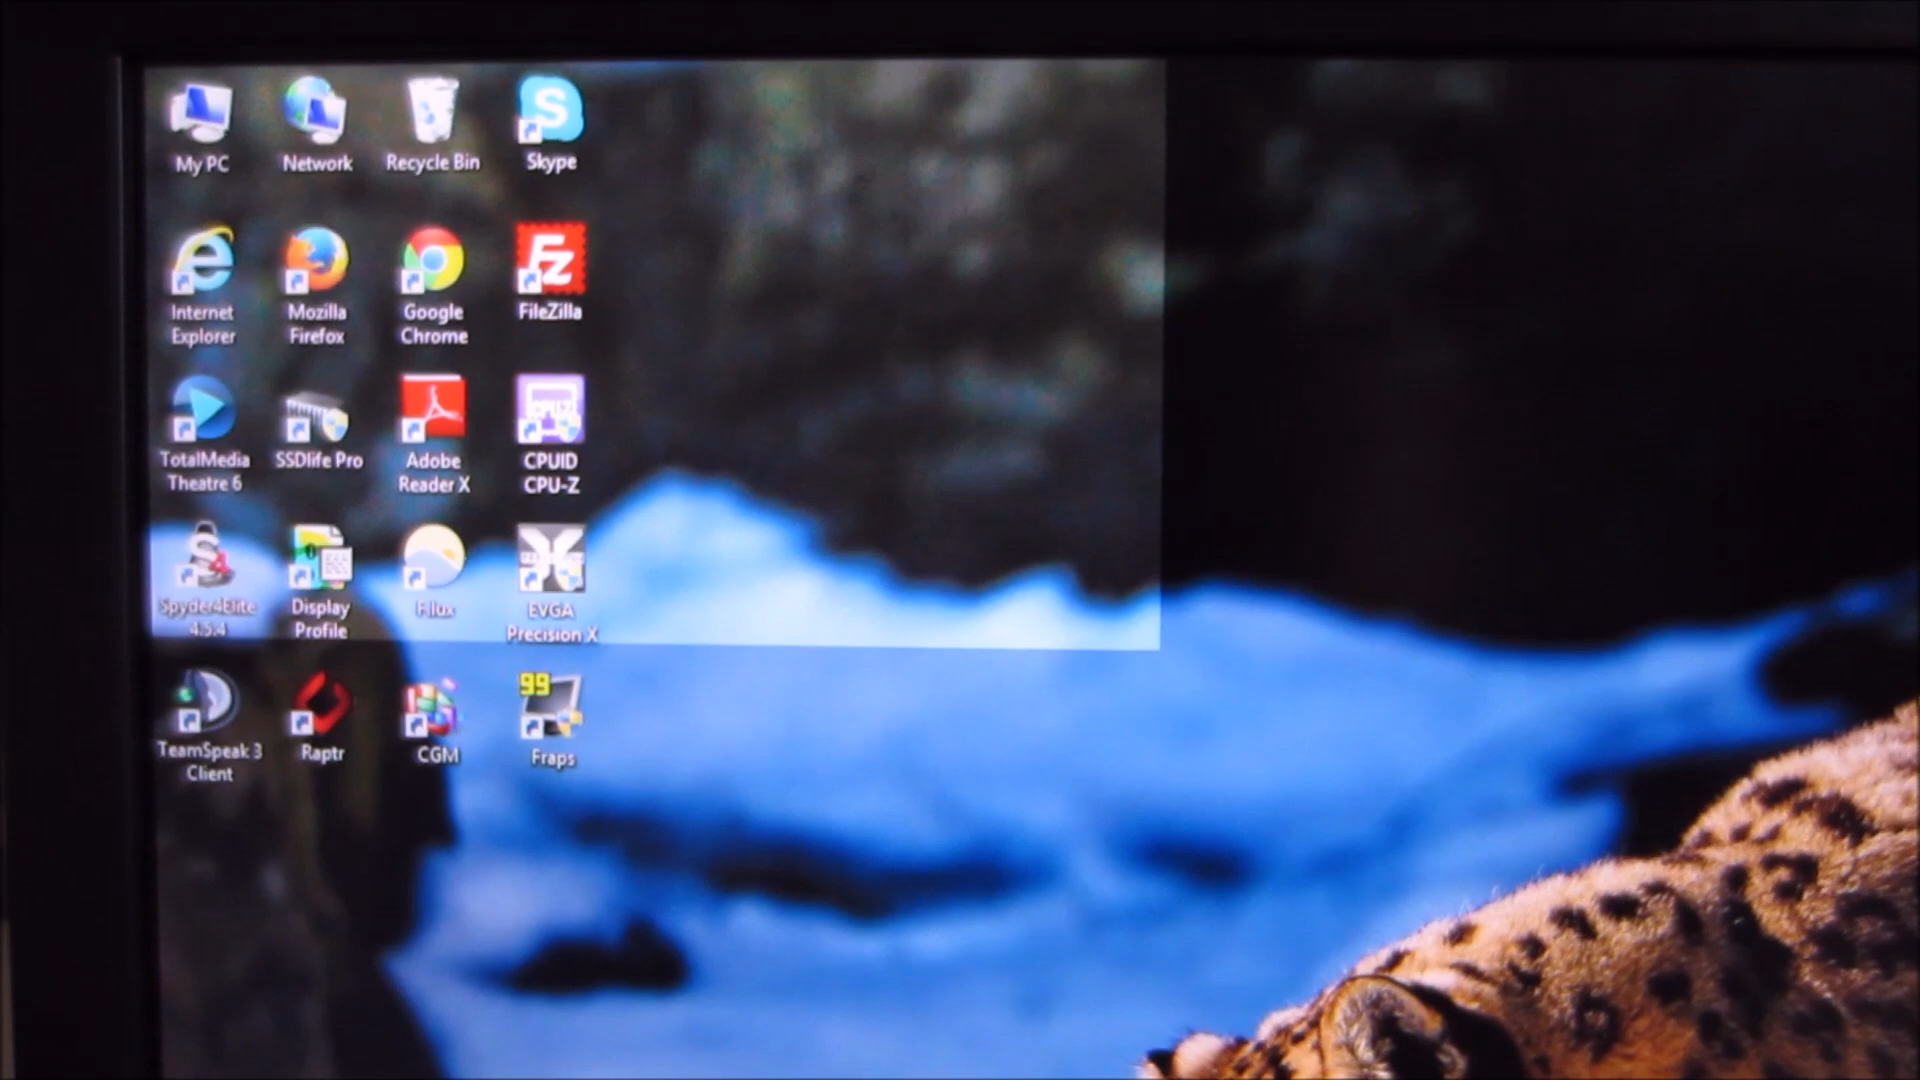 My PC
Network
Recycle Bin
Skype
Internet
Explorer
Mozilla
Firefox
Google
Chrome
FileZilla
TotalMedia
Theatre 6
SSDlife Pro
Adobe
Reader X
CPUID
CPU-Z
Spyder4Elite
4.5.4
Display
Profile
F.lux
EVGA
Precision X
TeamSpeak 3
Client
Raptr
CGM
99
Fraps